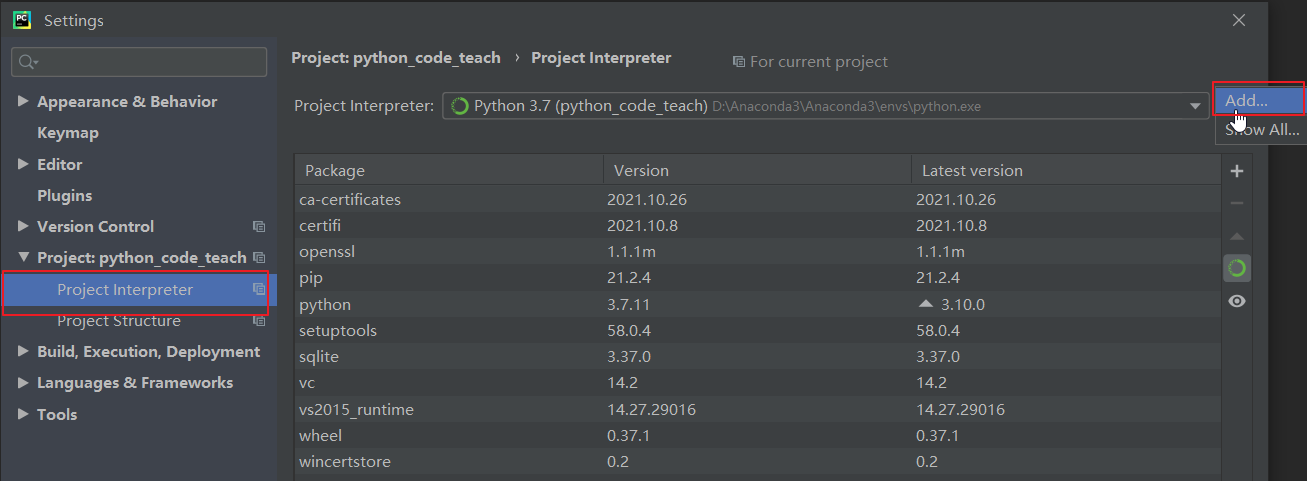 PC Settings
Project: python_code_teach › Project Interpreter For current project
Appearance & Behavior
Keymap
Editor
Plugins
Version Control
Project: python_code_teach
Project Interpreter
Project Structure
Build, Execution, Deployment
Languages & Frameworks
Tools
Project Interpreter: Python 3.7 (python_code_teach) D:\Anaconda3\Anaconda3\envs\python.exe
Add...
Show All...
Package Version Latest version
ca-certificates 2021.10.26 2021.10.26
certifi 2021.10.8 2021.10.8
openssl 1.1.1m 1.1.1m
pip 21.2.4 21.2.4
python 3.7.11 3.10.0
setuptools 58.0.4 58.0.4
sqlite 3.37.0 3.37.0
vc 14.2 14.2
vs2015_runtime 14.27.29016 14.27.29016
wheel 0.37.1 0.37.1
wincertstore 0.2 0.2